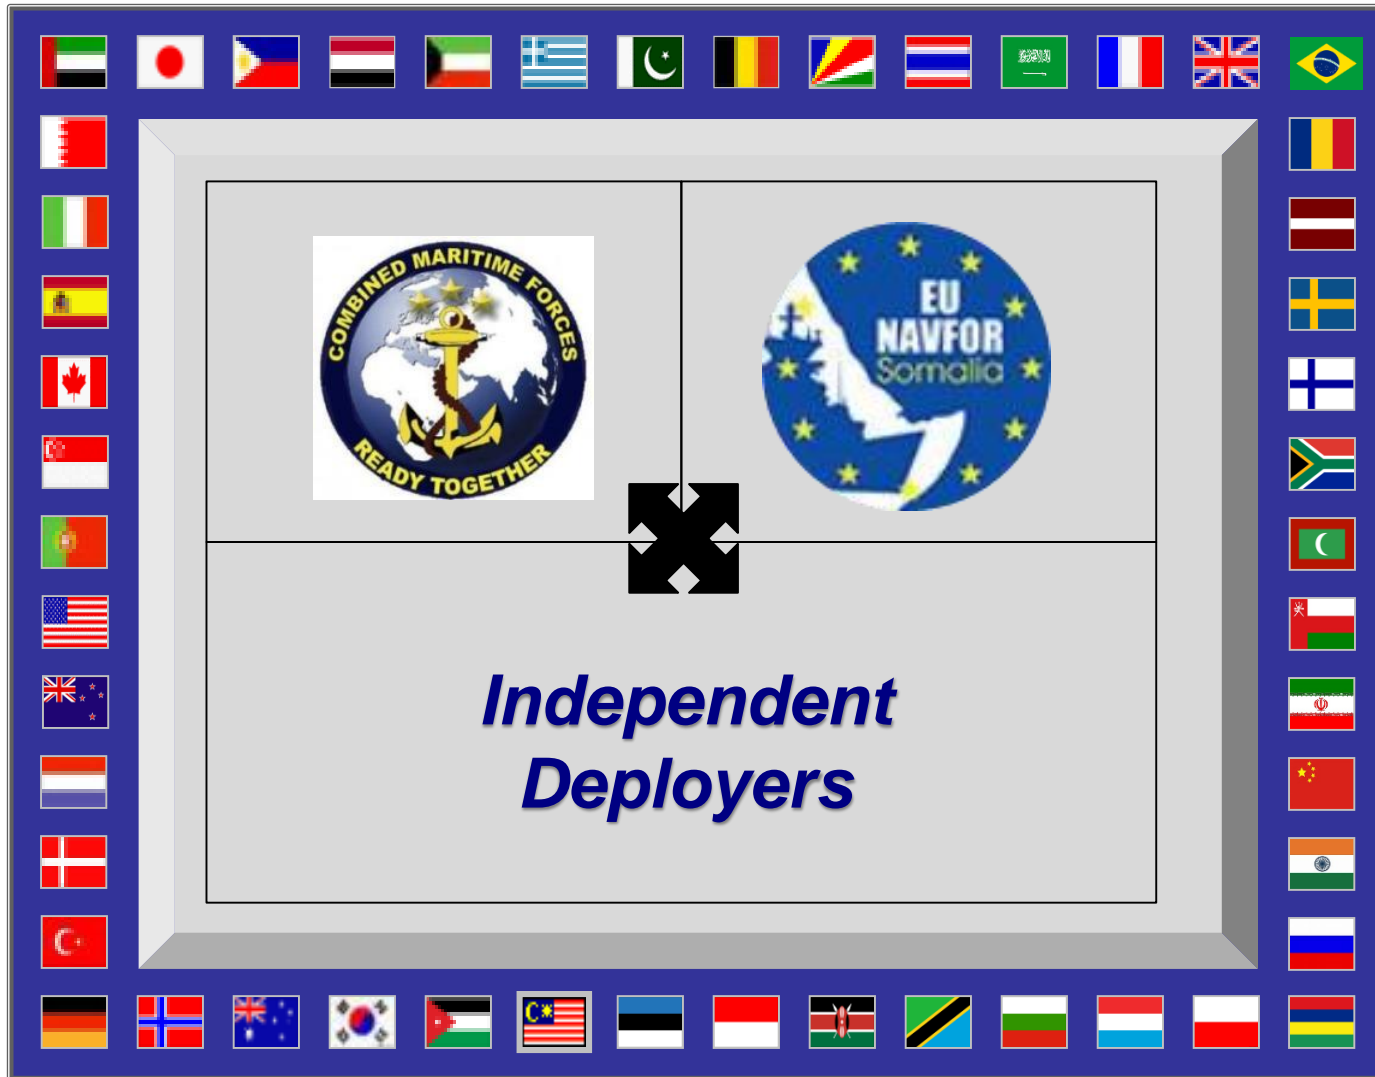 COMBINED MARITIME FORCES
READY TOGETHER
EU
NAVFOR
Somalia
Independent
Deployers